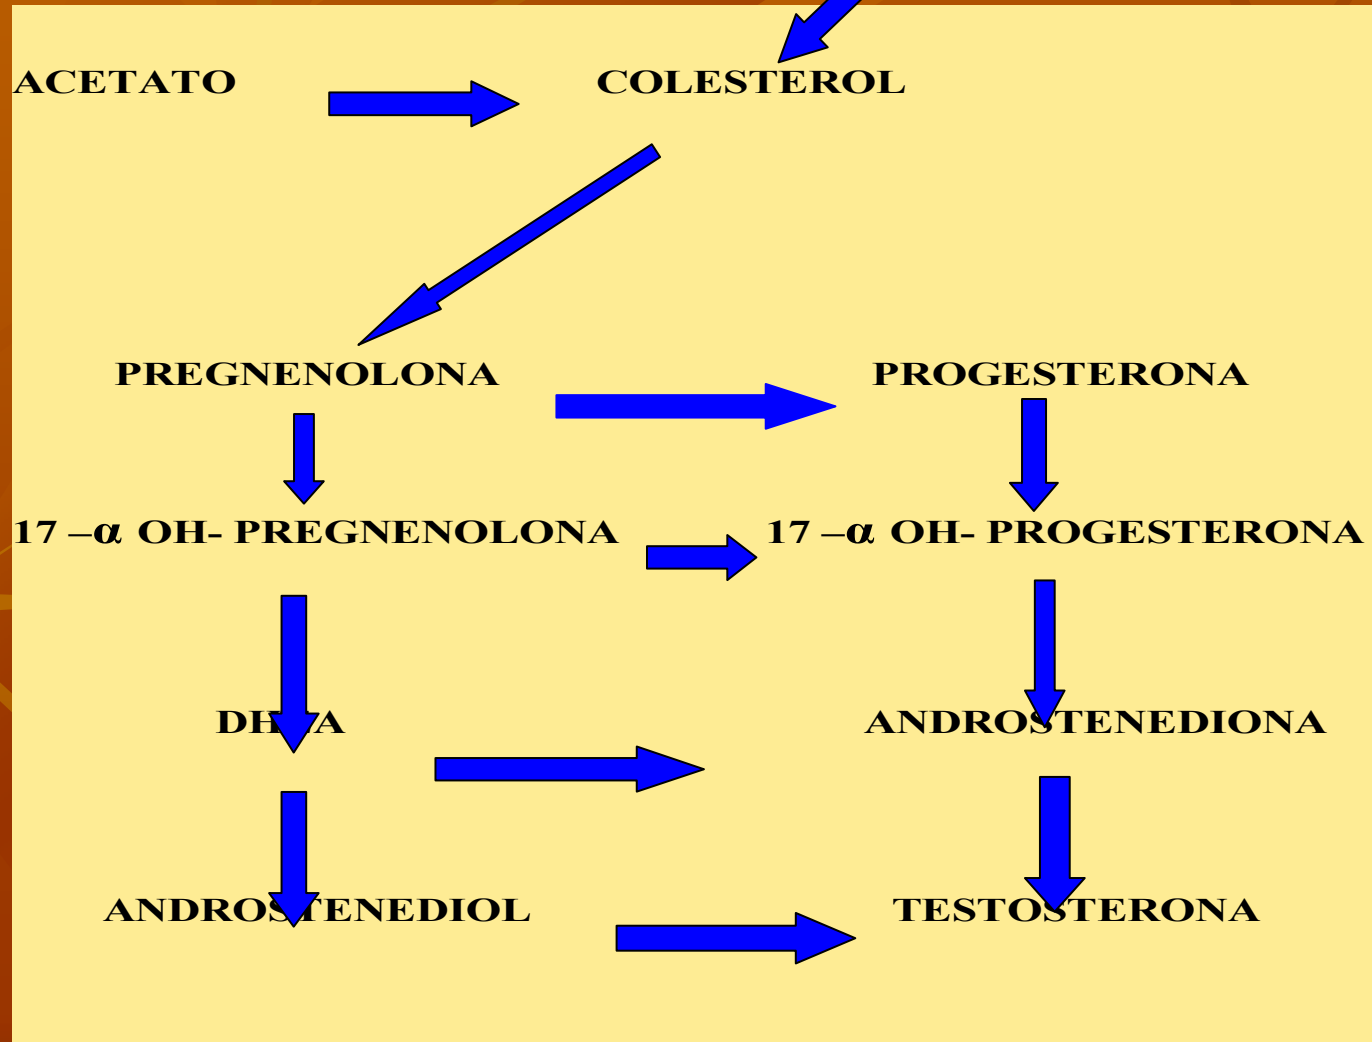 ACETATO COLESTEROL
PREGNENOLONA PROGESTERONA
17 –α OH- PREGNENOLONA 17 –α OH- PROGESTERONA
ANDROSTENEDIONA
ANDROSTENEDIOL TESTOSTERONA